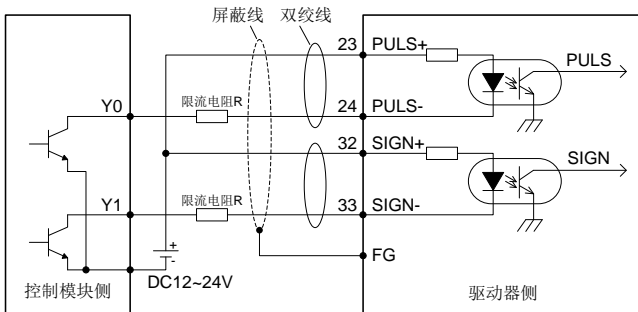 屏蔽线 双绞线
23 PULS+
PULS
Y0 限流电阻R 24 PULS-
32 SIGN+
SIGN
Y1 限流电阻R 33 SIGN-
+
-
FG
DC12~24V
控制模块侧 驱动器侧